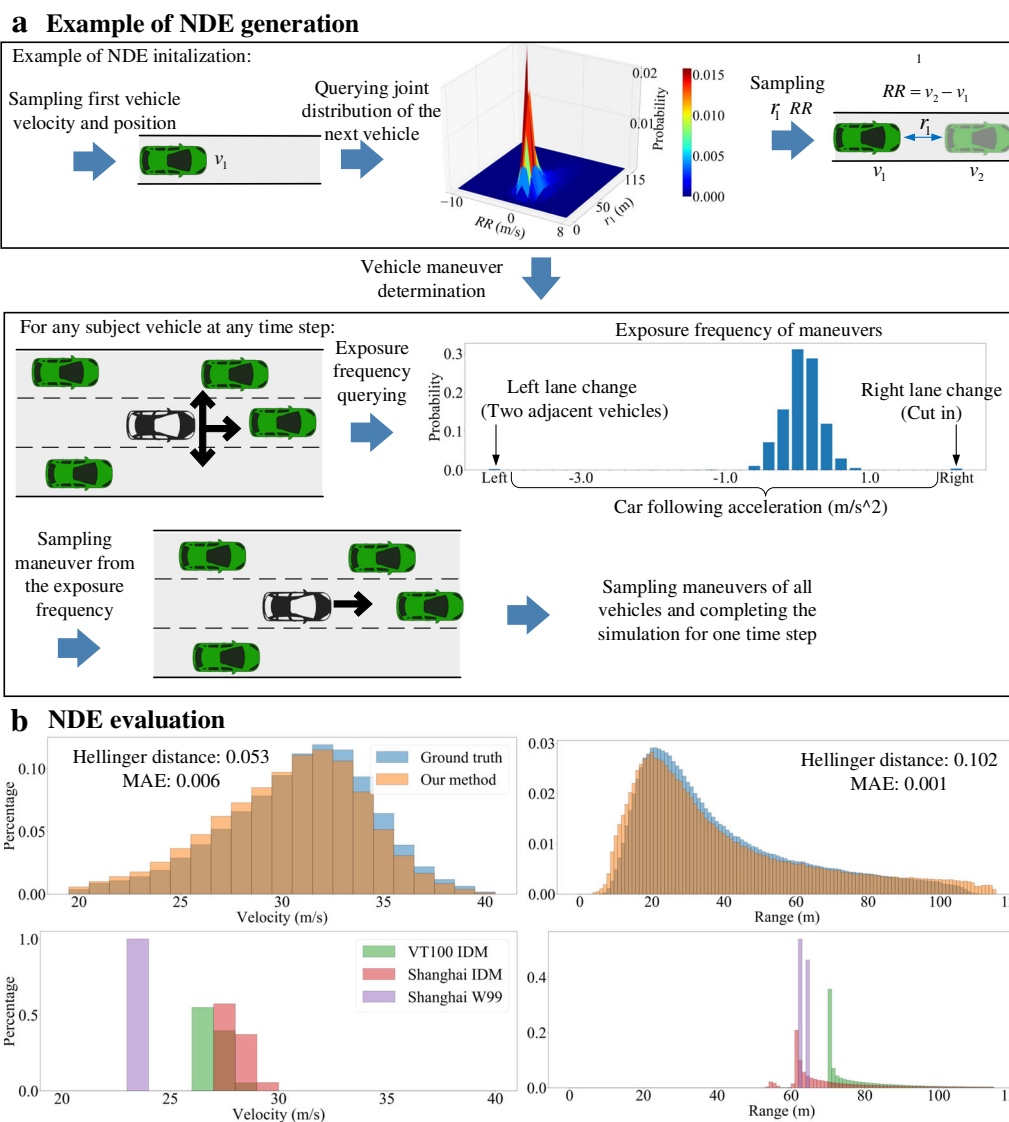 a Example of NDE generation
Example of NDE initalization:
Sampling first vehicle
velocity and position
v1
Querying joint
distribution of the
next vehicle
0.02
0.01
Probability
−10
0
8
RR (m/s)
0
50
115
r1 (m)
0.015
0.010
0.005
0.000
Sampling
r1 RR
1
RR = v2 − v1
r1
v1
v2
Vehicle maneuver
determination
For any subject vehicle at any time step:
Exposure
frequency
querying
Exposure frequency of maneuvers
Probability
0.3
0.2
0.1
0.0
Left lane change
(Two adjacent vehicles)
Right lane change
(Cut in)
Left
-3.0
-1.0
1.0
Right
Car following acceleration (m/s^2)
Sampling
maneuver from
the exposure
frequency
Sampling maneuvers of all
vehicles and completing the
simulation for one time step
b NDE evaluation
Hellinger distance: 0.053
MAE: 0.006
Ground truth
Our method
Percentage
0.10
0.05
0.00
20
25
30
35
40
Velocity (m/s)
Hellinger distance: 0.102
MAE: 0.001
0.03
0.02
0.01
0.00
0
20
40
60
80
100
Range (m)
VT100 IDM
Shanghai IDM
Shanghai W99
Percentage
1.0
0.5
0.0
20
25
30
35
40
Velocity (m/s)
0.4
0.2
0.0
0
20
40
60
80
100
Range (m)